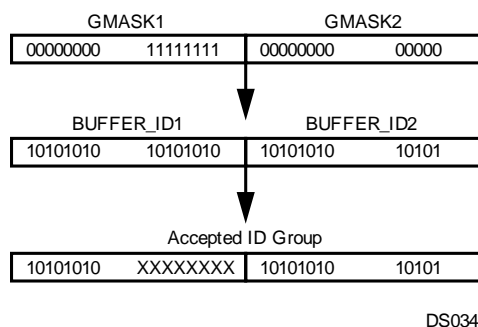 GMASK1 GMASK2
00000000 11111111 00000000 00000
BUFFER_ID1 BUFFER_ID2
10101010 10101010 10101010 10101
Accepted ID Group
10101010 XXXXXXXX 10101010 10101
DS034